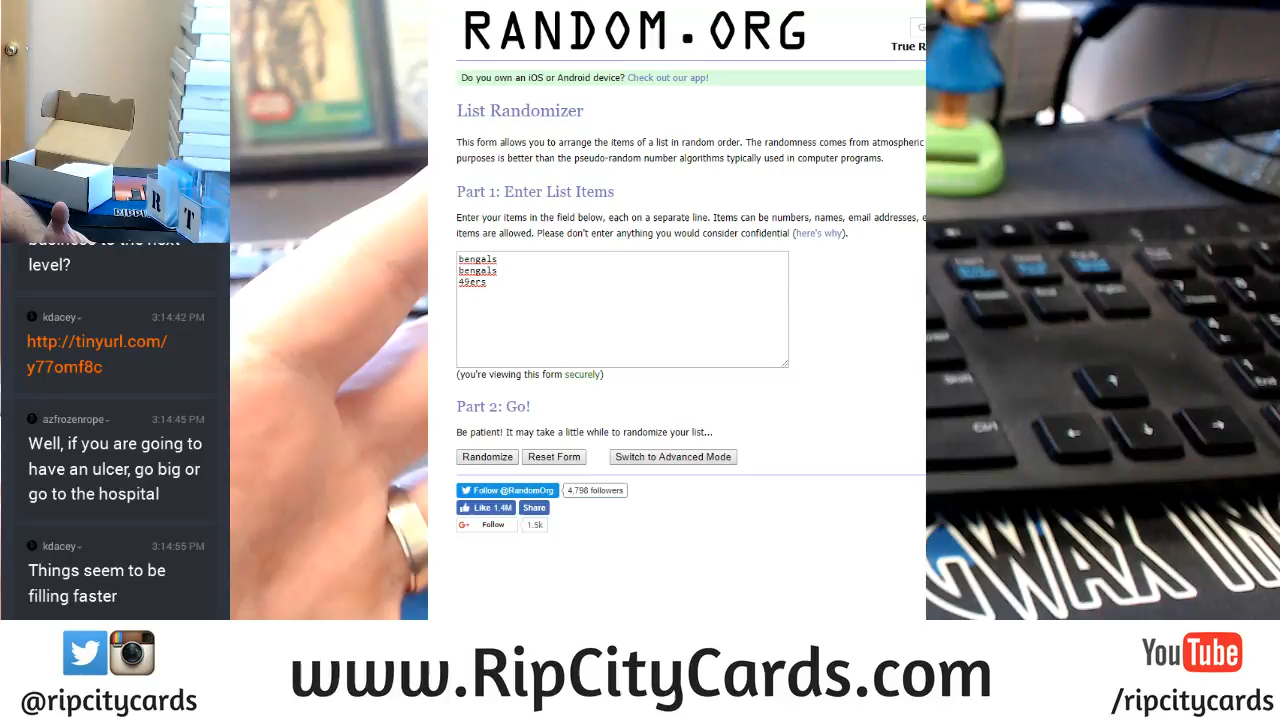 RANDOM.ORG
True R
Do you own an iOS or Android device? Check out our app!
List Randomizer
This form allows you to arrange the items of a list in random order. The randomness comes from atmospheric
purposes is better than the pseudo-random number algorithms typically used in computer programs.
Part 1: Enter List Items
Enter your items in the field below, each on a separate line. Items can be numbers, names, email addresses, e
items are allowed. Please don't enter anything you would consider confidential (here's why).
bengals
bengals
49ers
(you're viewing this form securely)
Part 2: Go!
Be patient! It may take a little while to randomize your list...
Randomize Reset Form Switch to Advanced Mode
Follow @RandomOrg 4,798 followers
Like 1.4M Share
Follow 1.5k
R
T
business to the next
level?
kdacey 3:14:42 PM
http://tinyurl.com/
y77omf8c
azfrozenrope 3:14:45 PM
Well, if you are going to
have an ulcer, go big or
go to the hospital
kdacey 3:14:55 PM
Things seem to be
filling faster
Shift
Ctrl
WAX IN
@ripcitycards
www.RipCityCards.com
YouTube
/ripcitycards